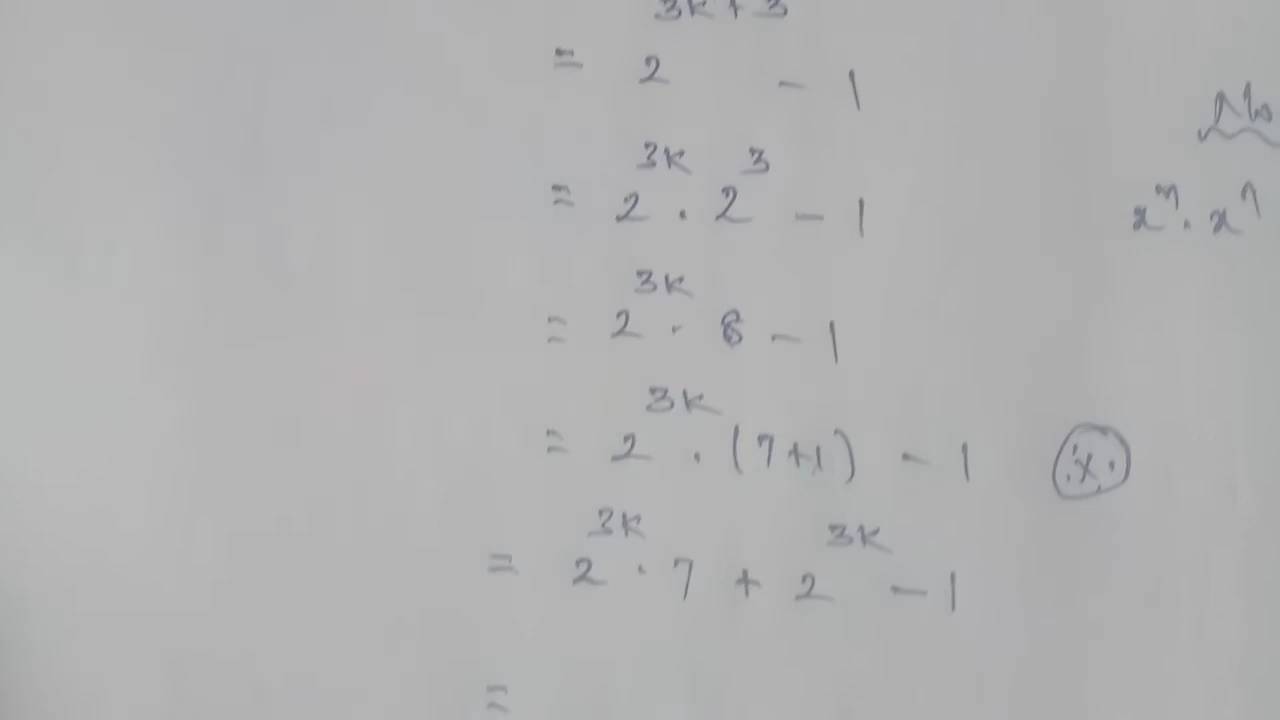 = 2^{3k+3} - 1
= 2^{3k} . 2^3 - 1
x^m . x^n
= 2^{3k} . 8 - 1
= 2^{3k} . (7+1) - 1
= 2^{3k} . 7 + 2^{3k} - 1
=